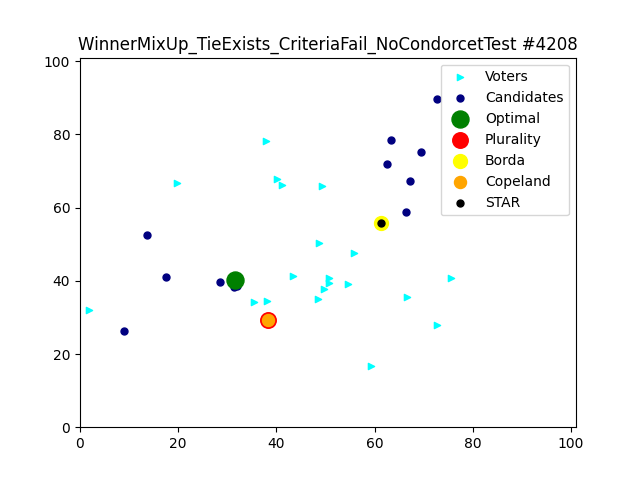 WinnerMixUp_TieExists_CriteriaFail_NoCondorcetTest #4208
100
80
60
40
20
0
0 20 40 60 80 100
Voters
Candidates
Optimal
Plurality
Borda
Copeland
STAR